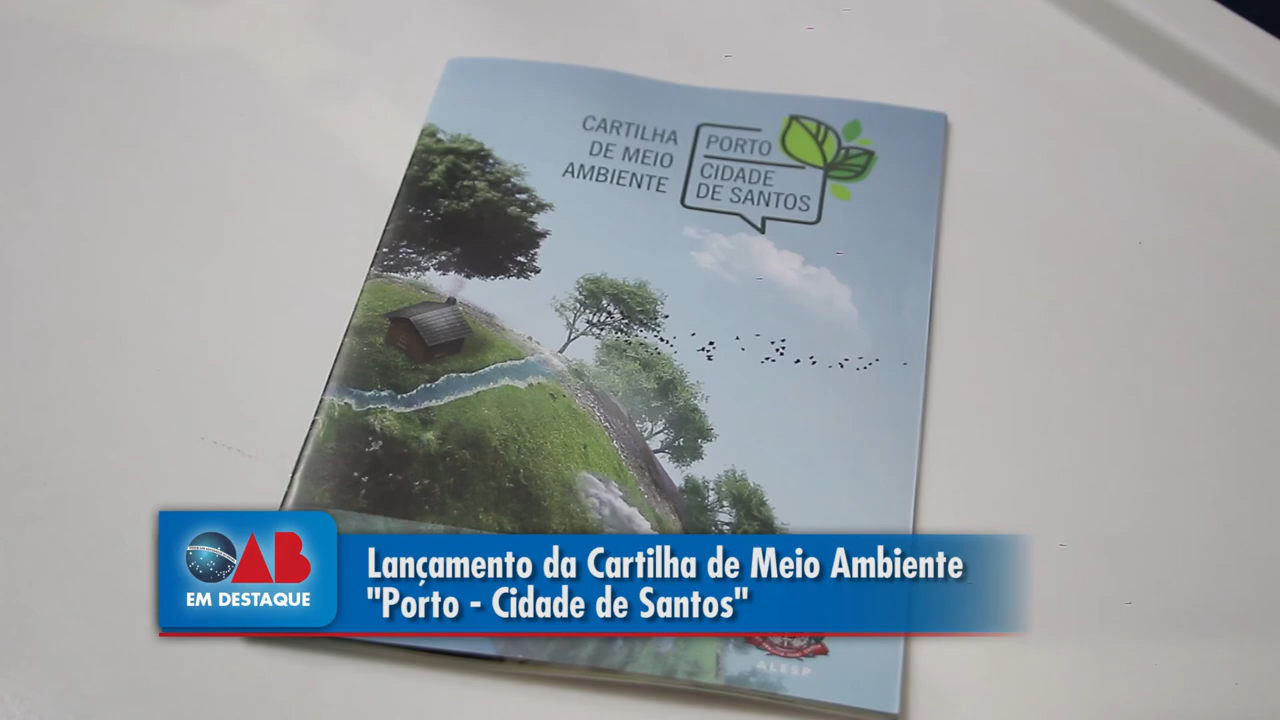 CARTILHA
DE MEIO
AMBIENTE
PORTO
CIDADE
DE SANTOS
OAB
EM DESTAQUE
Lançamento da Cartilha de Meio Ambiente
"Porto - Cidade de Santos"
ALESP